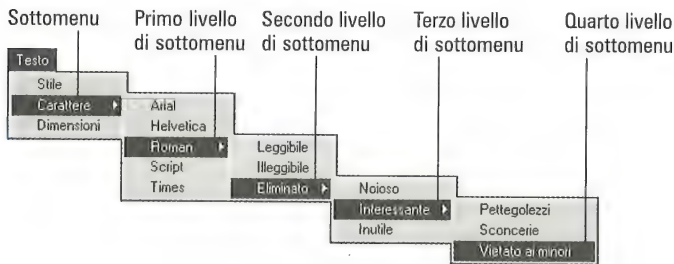 Sottomenu
Primo livello
di sottomenu
Secondo livello
di sottomenu
Terzo livello
di sottomenu
Quarto livello
di sottomenu
Testo
Stile
Carattere
Dimensioni
Arial
Helvetica
Roman
Script
Times
Leggibile
Illeggibile
Eliminato
Noioso
Interessante
Inutile
Pettegolezzi
Sconcerie
Vietato ai minori